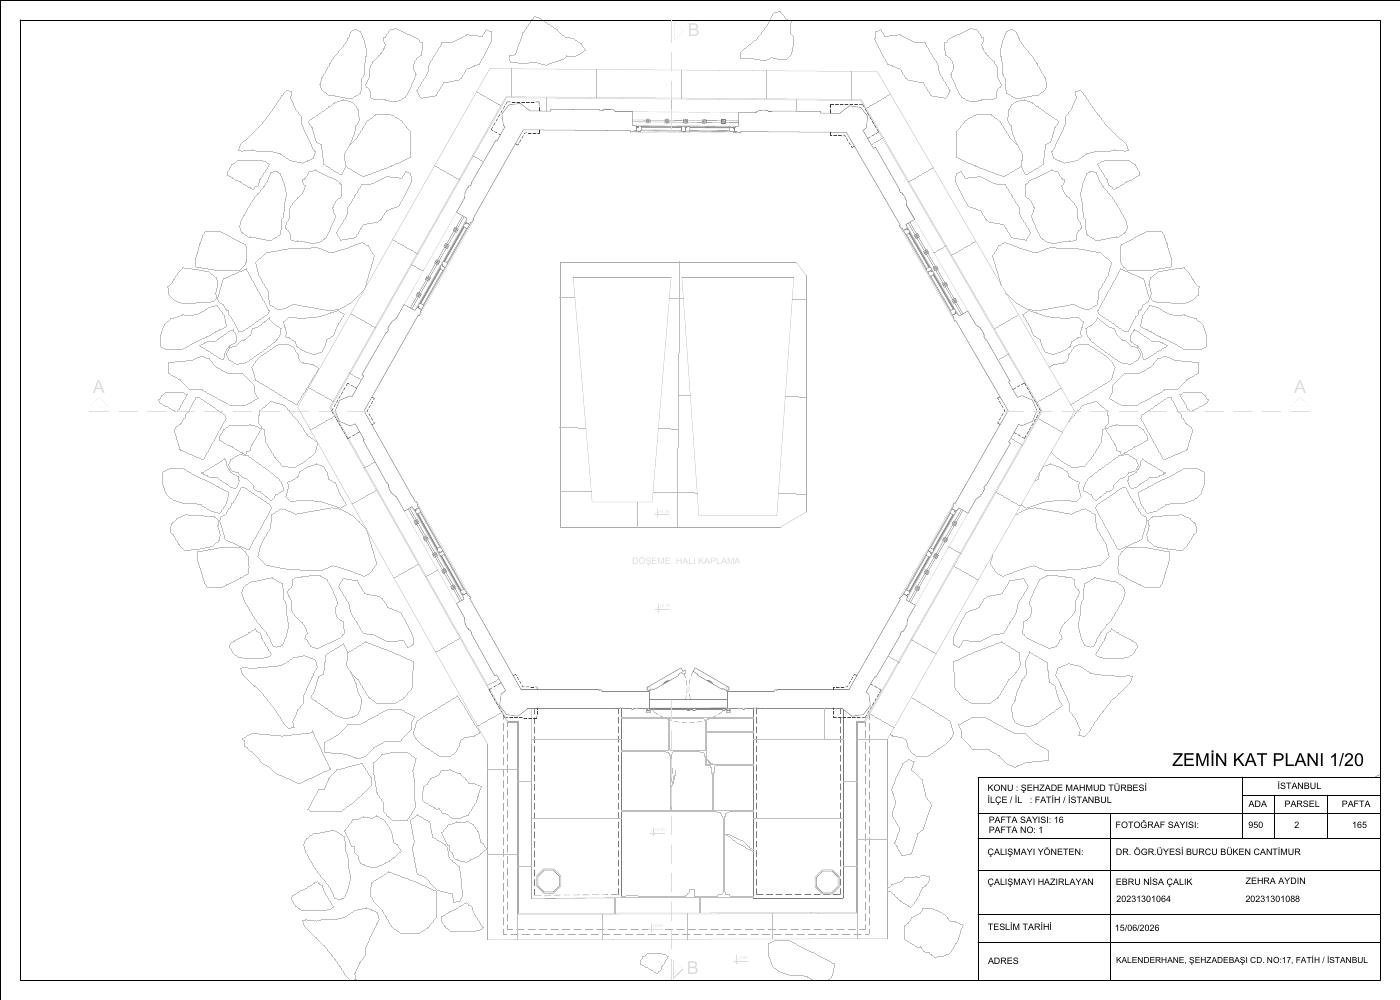 B
A
A
DÖŞEME: HALI KAPLAMA
B
ZEMİN KAT PLANI 1/20
KONU : ŞEHZADE MAHMUD TÜRBESİ
İLÇE / İL : FATİH / İSTANBUL
İSTANBUL
ADA PARSEL PAFTA
PAFTA SAYISI: 16
PAFTA NO: 1
FOTOĞRAF SAYISI:
950 2 165
ÇALIŞMAYI YÖNETEN: DR. ÖGR.ÜYESİ BURCU BÜKEN CANTİMUR
ÇALIŞMAYI HAZIRLAYAN EBRU NİSA ÇALIK ZEHRA AYDIN
20231301064 20231301088
TESLİM TARİHİ 15/06/2026
ADRES KALENDERHANE, ŞEHZADEBAŞI CD. NO:17, FATİH / İSTANBUL